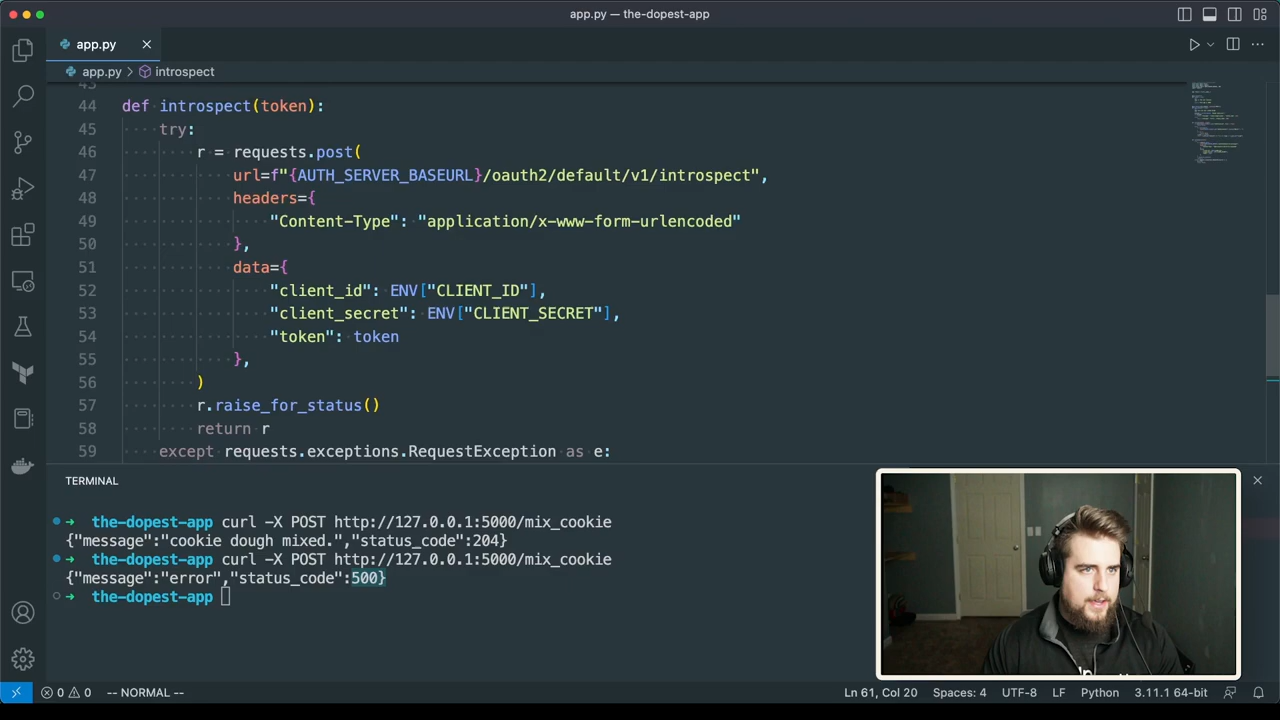 app.py — the-dopest-app
app.py
app.py > introspect
43
44 def introspect(token):
45 try:
46 r = requests.post(
47 url=f"{AUTH_SERVER_BASEURL}/oauth2/default/v1/introspect",
48 headers={
49 "Content-Type": "application/x-www-form-urlencoded"
50 },
51 data={
52 "client_id": ENV["CLIENT_ID"],
53 "client_secret": ENV["CLIENT_SECRET"],
54 "token": token
55 },
56 )
57 r.raise_for_status()
58 return r
59 except requests.exceptions.RequestException as e:
TERMINAL
➜ the-dopest-app curl -X POST http://127.0.0.1:5000/mix_cookie
{"message":"cookie dough mixed.","status_code":204}
➜ the-dopest-app curl -X POST http://127.0.0.1:5000/mix_cookie
{"message":"error","status_code":500}
➜ the-dopest-app
0 0 -- NORMAL -- Ln 61, Col 20 Spaces: 4 UTF-8 LF Python 3.11.1 64-bit